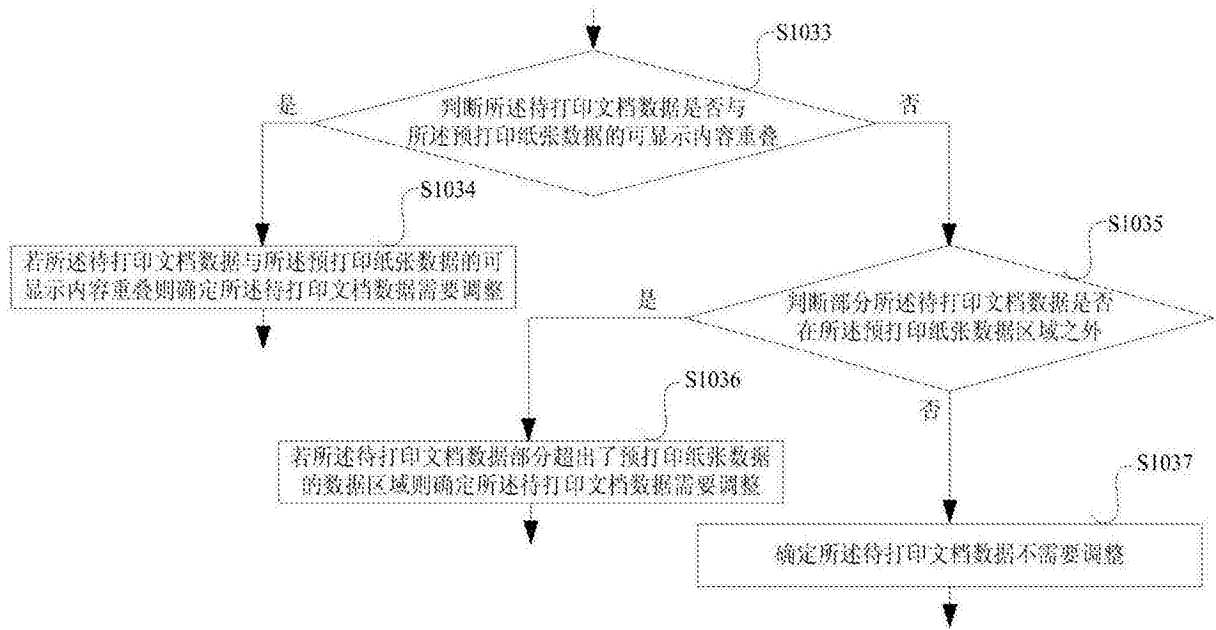 S1033
判断所述待打印文档数据是否与
所述预打印纸张数据的可显示内容重叠
是
否
S1034
若所述待打印文档数据与所述预打印纸张数据的可
显示内容重叠则确定所述待打印文档数据需要调整
S1035
判断部分所述待打印文档数据是否
在所述预打印纸张数据区域之外
是
否
S1036
若所述待打印文档数据部分超出了预打印纸张数据
的数据区域则确定所述待打印文档数据需要调整
S1037
确定所述待打印文档数据不需要调整